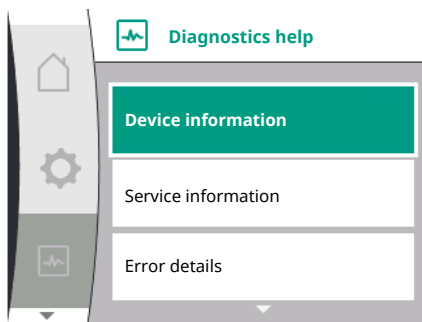 Diagnostics help
Device information
Service information
Error details